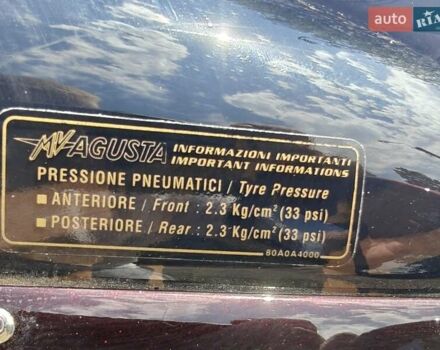 auto RIA
MV AGUSTA INFORMAZIONI IMPORTANTI
IMPORTANT INFORMATIONS
PRESSIONE PNEUMATICI / Tyre Pressure
■ ANTERIORE / Front : 2.3 Kg/cm² (33 psi)
■ POSTERIORE / Rear : 2.3 Kg/cm² (33 psi)
80A0A4000